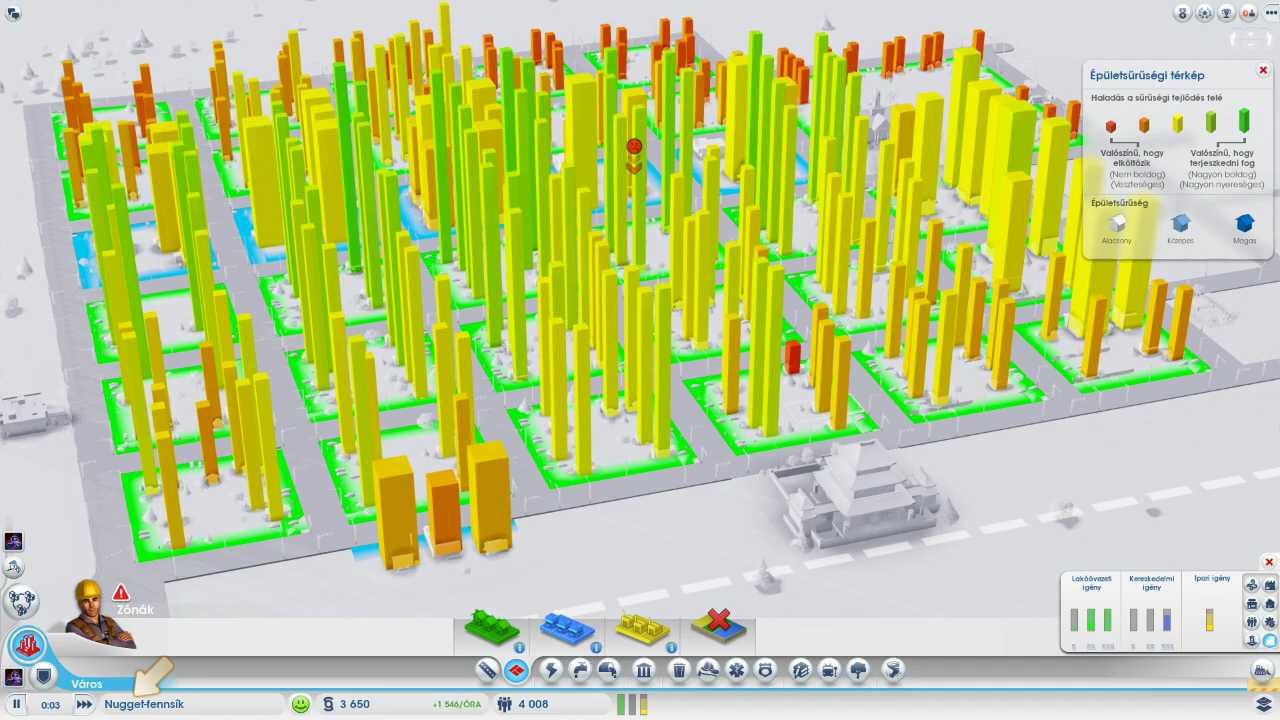 Épületsűrűségi térkép
Haladás a sűrűségi fejlődés felé
Valószínű, hogy
elköltözik
(Nem boldog)
(Veszteséges)
Valószínű, hogy
terjeszkedni fog
(Nagyon boldog)
(Nagyon nyereséges)
Épületsűrűség
Alacsony
Közepes
Magas
Lakóövezeti
igény
Kereskedelmi
igény
Ipari igény
$ $$ $$$ $ $$ $$$
Zónák
Város
0:03
Nugget-fennsík
3 650
+1 546/ÓRA
4 008